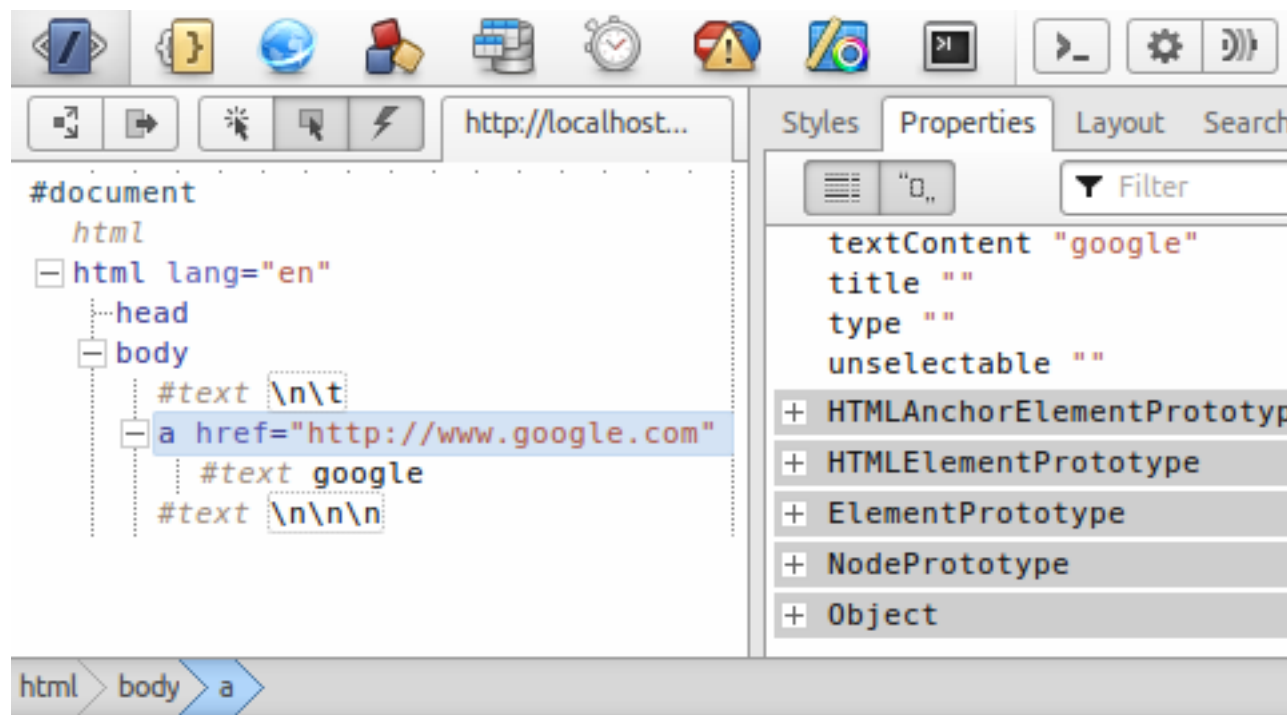 http://localhost...
#document
html
html lang="en"
head
body
#text \n\t
a href="http://www.google.com"
#text google
#text \n\n\n
html body a
Styles Properties Layout Search
Filter
textContent "google"
title ""
type ""
unselectable ""
HTMLAnchorElementPrototyp
HTMLElementPrototype
ElementPrototype
NodePrototype
Object